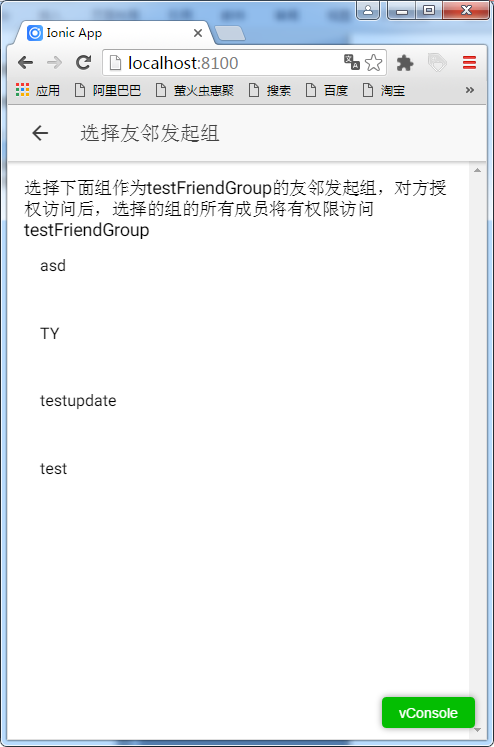 Ionic App
localhost:8100
应用 阿里巴巴 萤火虫惠聚 搜索 百度 淘宝 »
选择友邻发起组
选择下面组作为testFriendGroup的友邻发起组，对方授
权访问后，选择的组的所有成员将有权限访问
testFriendGroup
asd
TY
testupdate
test
vConsole